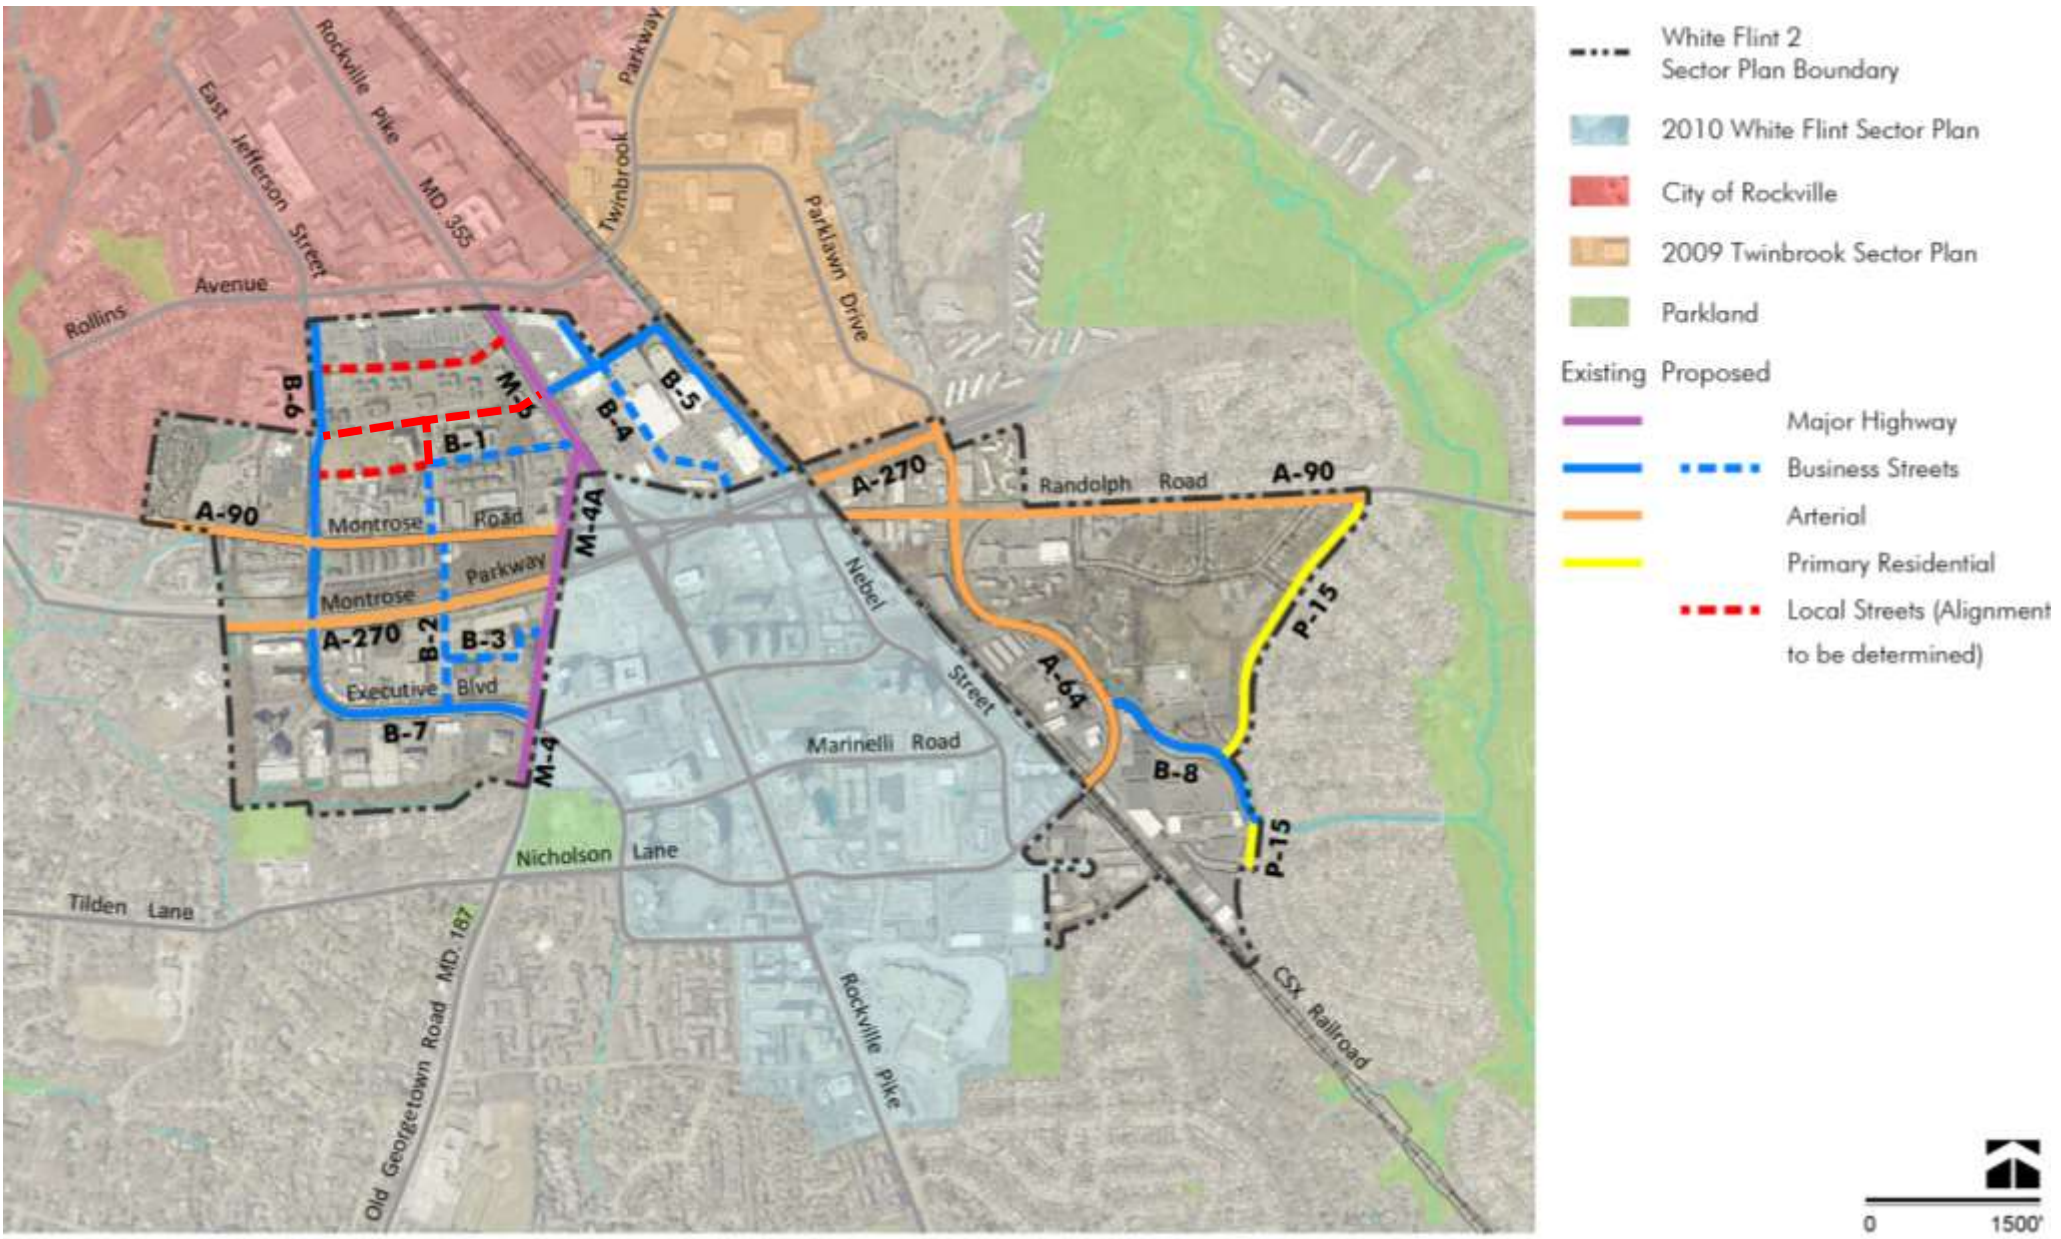 Rockville Pike MD. 355
Parkway
Twinbrook
East Jefferson Street
Parklawn Drive
Rollins Avenue
B-6
M-6
B-5
B-4
B-1
A-90
Montrose Road
M-4A
A-270
Randolph Road
A-90
Montrose Parkway
A-270
B-2
B-3
Nebel Street
P-15
A-64
Executive Blvd
B-7
M-4
Marinelli Road
B-8
P-15
Nicholson Lane
Tilden Lane
Old Georgetown Road MD. 187
Rockville Pike
CSX Railroad
White Flint 2
Sector Plan Boundary
2010 White Flint Sector Plan
City of Rockville
2009 Twinbrook Sector Plan
Parkland
Existing Proposed
Major Highway
Business Streets
Arterial
Primary Residential
Local Streets (Alignment
to be determined)
0 1500'